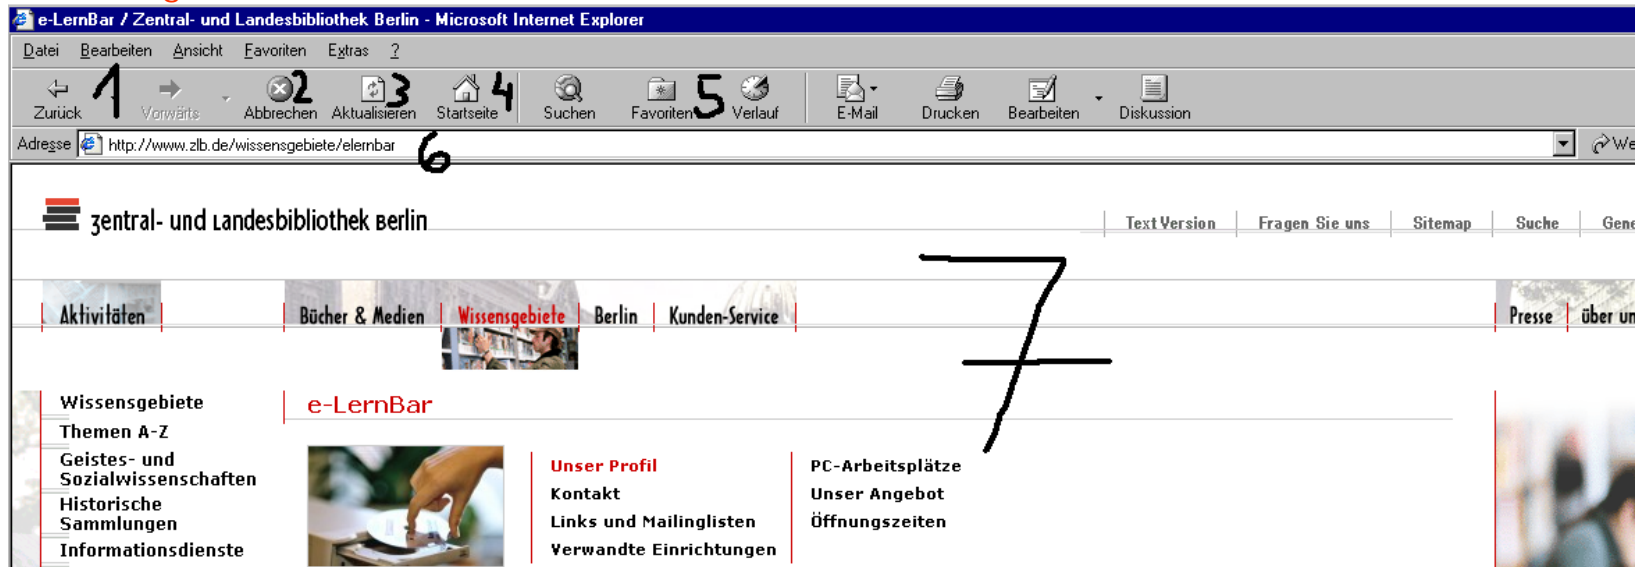 e-LernBar / Zentral- und Landesbibliothek Berlin - Microsoft Internet Explorer
Datei Bearbeiten Ansicht Favoriten Extras ?
1 2 3 4 5
Zurück Vorwärts Abbrechen Aktualisieren Startseite Suchen Favoriten Verlauf E-Mail Drucken Bearbeiten Diskussion
Adresse http://www.zlb.de/wissensgebiete/elernbar 6 We
zentral- und Landesbibliothek Berlin
Text Version Fragen Sie uns Sitemap Suche Gene
7
Aktivitäten Bücher & Medien Wissensgebiete Berlin Kunden-Service Presse über un
Wissensgebiete
Themen A-Z
Geistes- und
Sozialwissenschaften
Historische
Sammlungen
Informationsdienste
e-LernBar
Unser Profil
Kontakt
Links und Mailinglisten
Verwandte Einrichtungen
PC-Arbeitsplätze
Unser Angebot
Öffnungszeiten